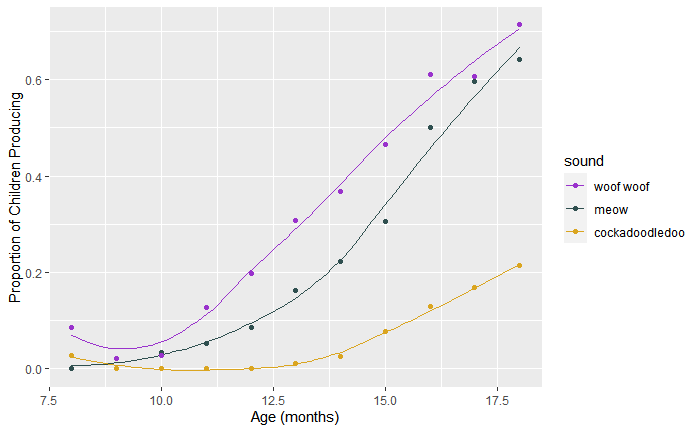 Proportion of Children Producing
0.6
0.4
0.2
0.0
7.5 10.0 12.5 15.0 17.5
Age (months)
sound
woof woof
meow
cockadoodledoo